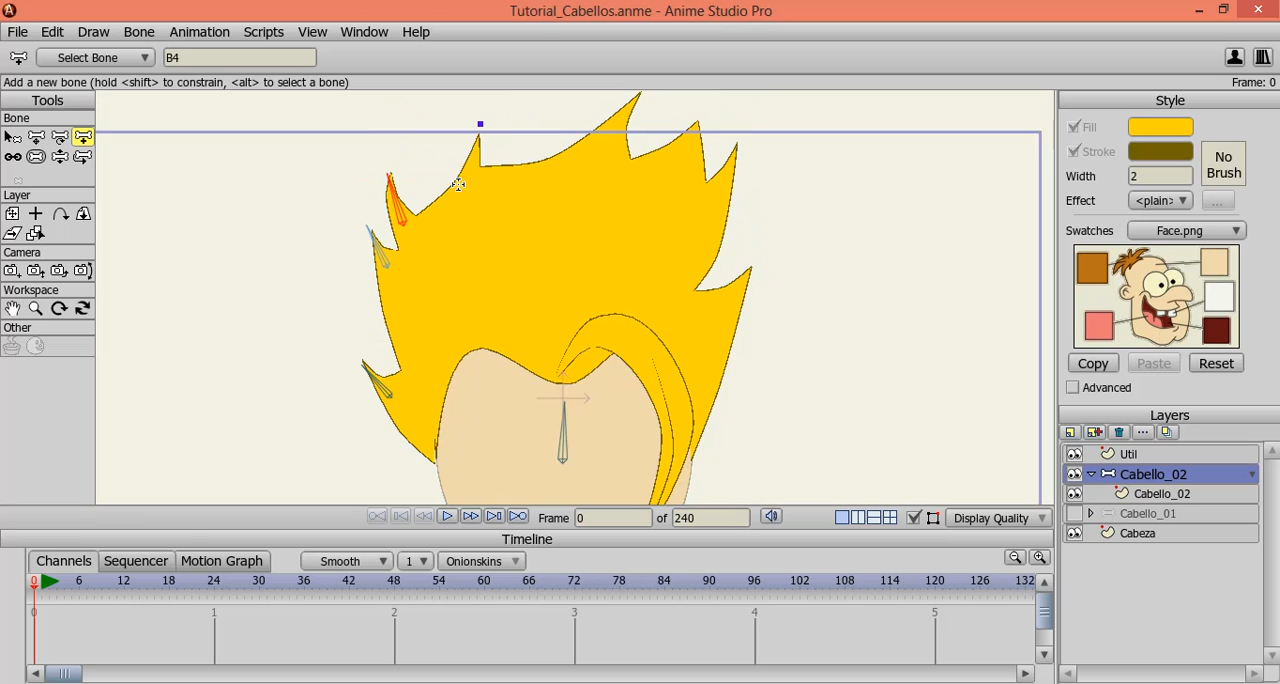 Tutorial_Cabellos.anme - Anime Studio Pro
File Edit Draw Bone Animation Scripts View Window Help
Select Bone B4
Add a new bone (hold <shift> to constrain, <alt> to select a bone) Frame: 0
Tools
Bone
Layer
Camera
Workspace
Other
Style
Fill
Stroke
No Brush
Width 2
Effect <plain> ...
Swatches Face.png
Copy Paste Reset
Advanced
Layers
Util
Cabello_02
Cabello_02
Cabello_01
Cabeza
Frame 0 of 240 Display Quality
Timeline
Channels Sequencer Motion Graph Smooth 1 Onionskins
0 6 12 18 24 30 36 42 48 54 60 66 72 78 84 90 96 102 108 114 120 126 132
0 1 2 3 4 5